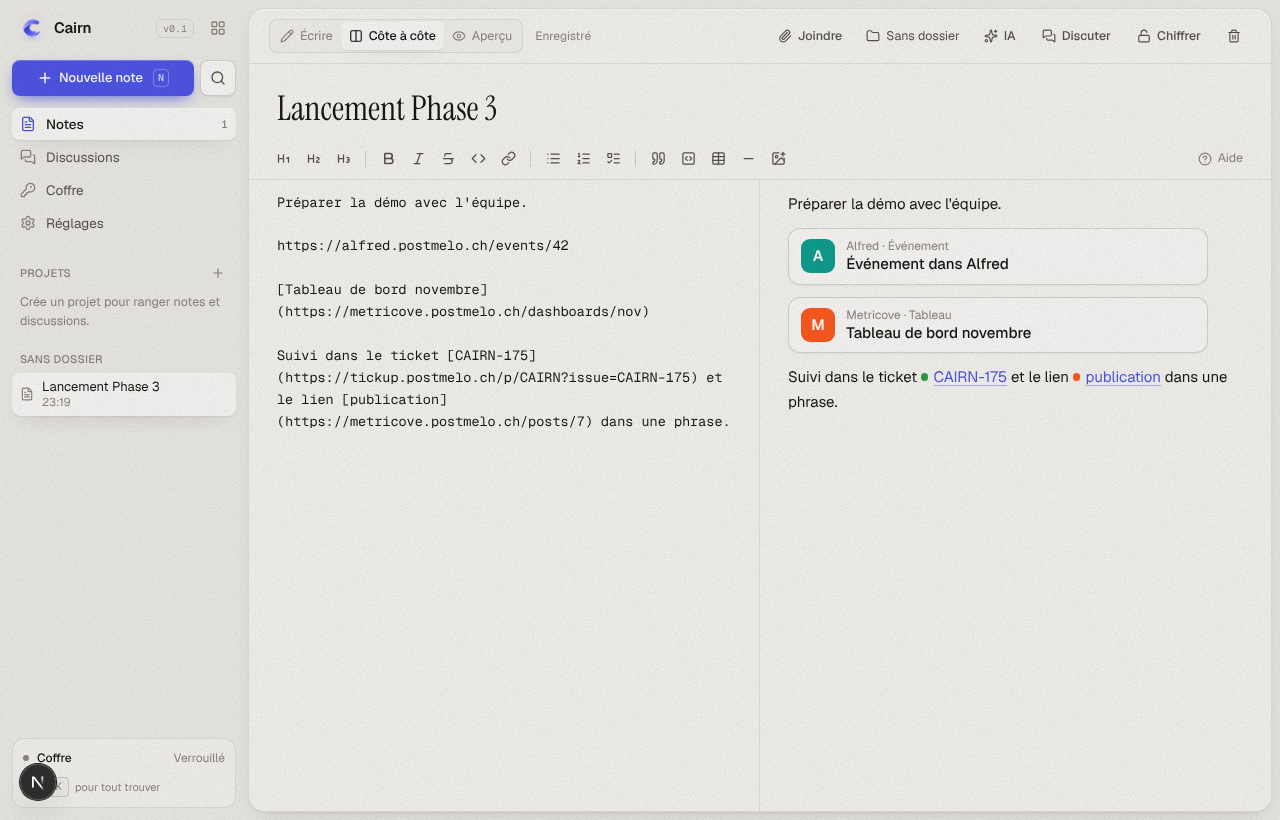 Cairn
v0.1
Nouvelle note N
Notes 1
Discussions
Coffre
Réglages
PROJETS
Crée un projet pour ranger notes et
discussions.
SANS DOSSIER
Lancement Phase 3
23:19
Coffre Verrouillé
K pour tout trouver
Écrire Côte à côte Aperçu Enregistré Joindre Sans dossier IA Discuter Chiffrer
Lancement Phase 3
H1 H2 H3 B I S Aide
Préparer la démo avec l'équipe.
https://alfred.postmelo.ch/events/42
[Tableau de bord novembre]
(https://metricove.postmelo.ch/dashboards/nov)
Suivi dans le ticket [CAIRN-175]
(https://tickup.postmelo.ch/p/CAIRN?issue=CAIRN-175) et
le lien [publication]
(https://metricove.postmelo.ch/posts/7) dans une phrase.
Préparer la démo avec l'équipe.
A
Alfred · Événement
Événement dans Alfred
M
Metricove · Tableau
Tableau de bord novembre
Suivi dans le ticket CAIRN-175 et le lien publication dans une
phrase.